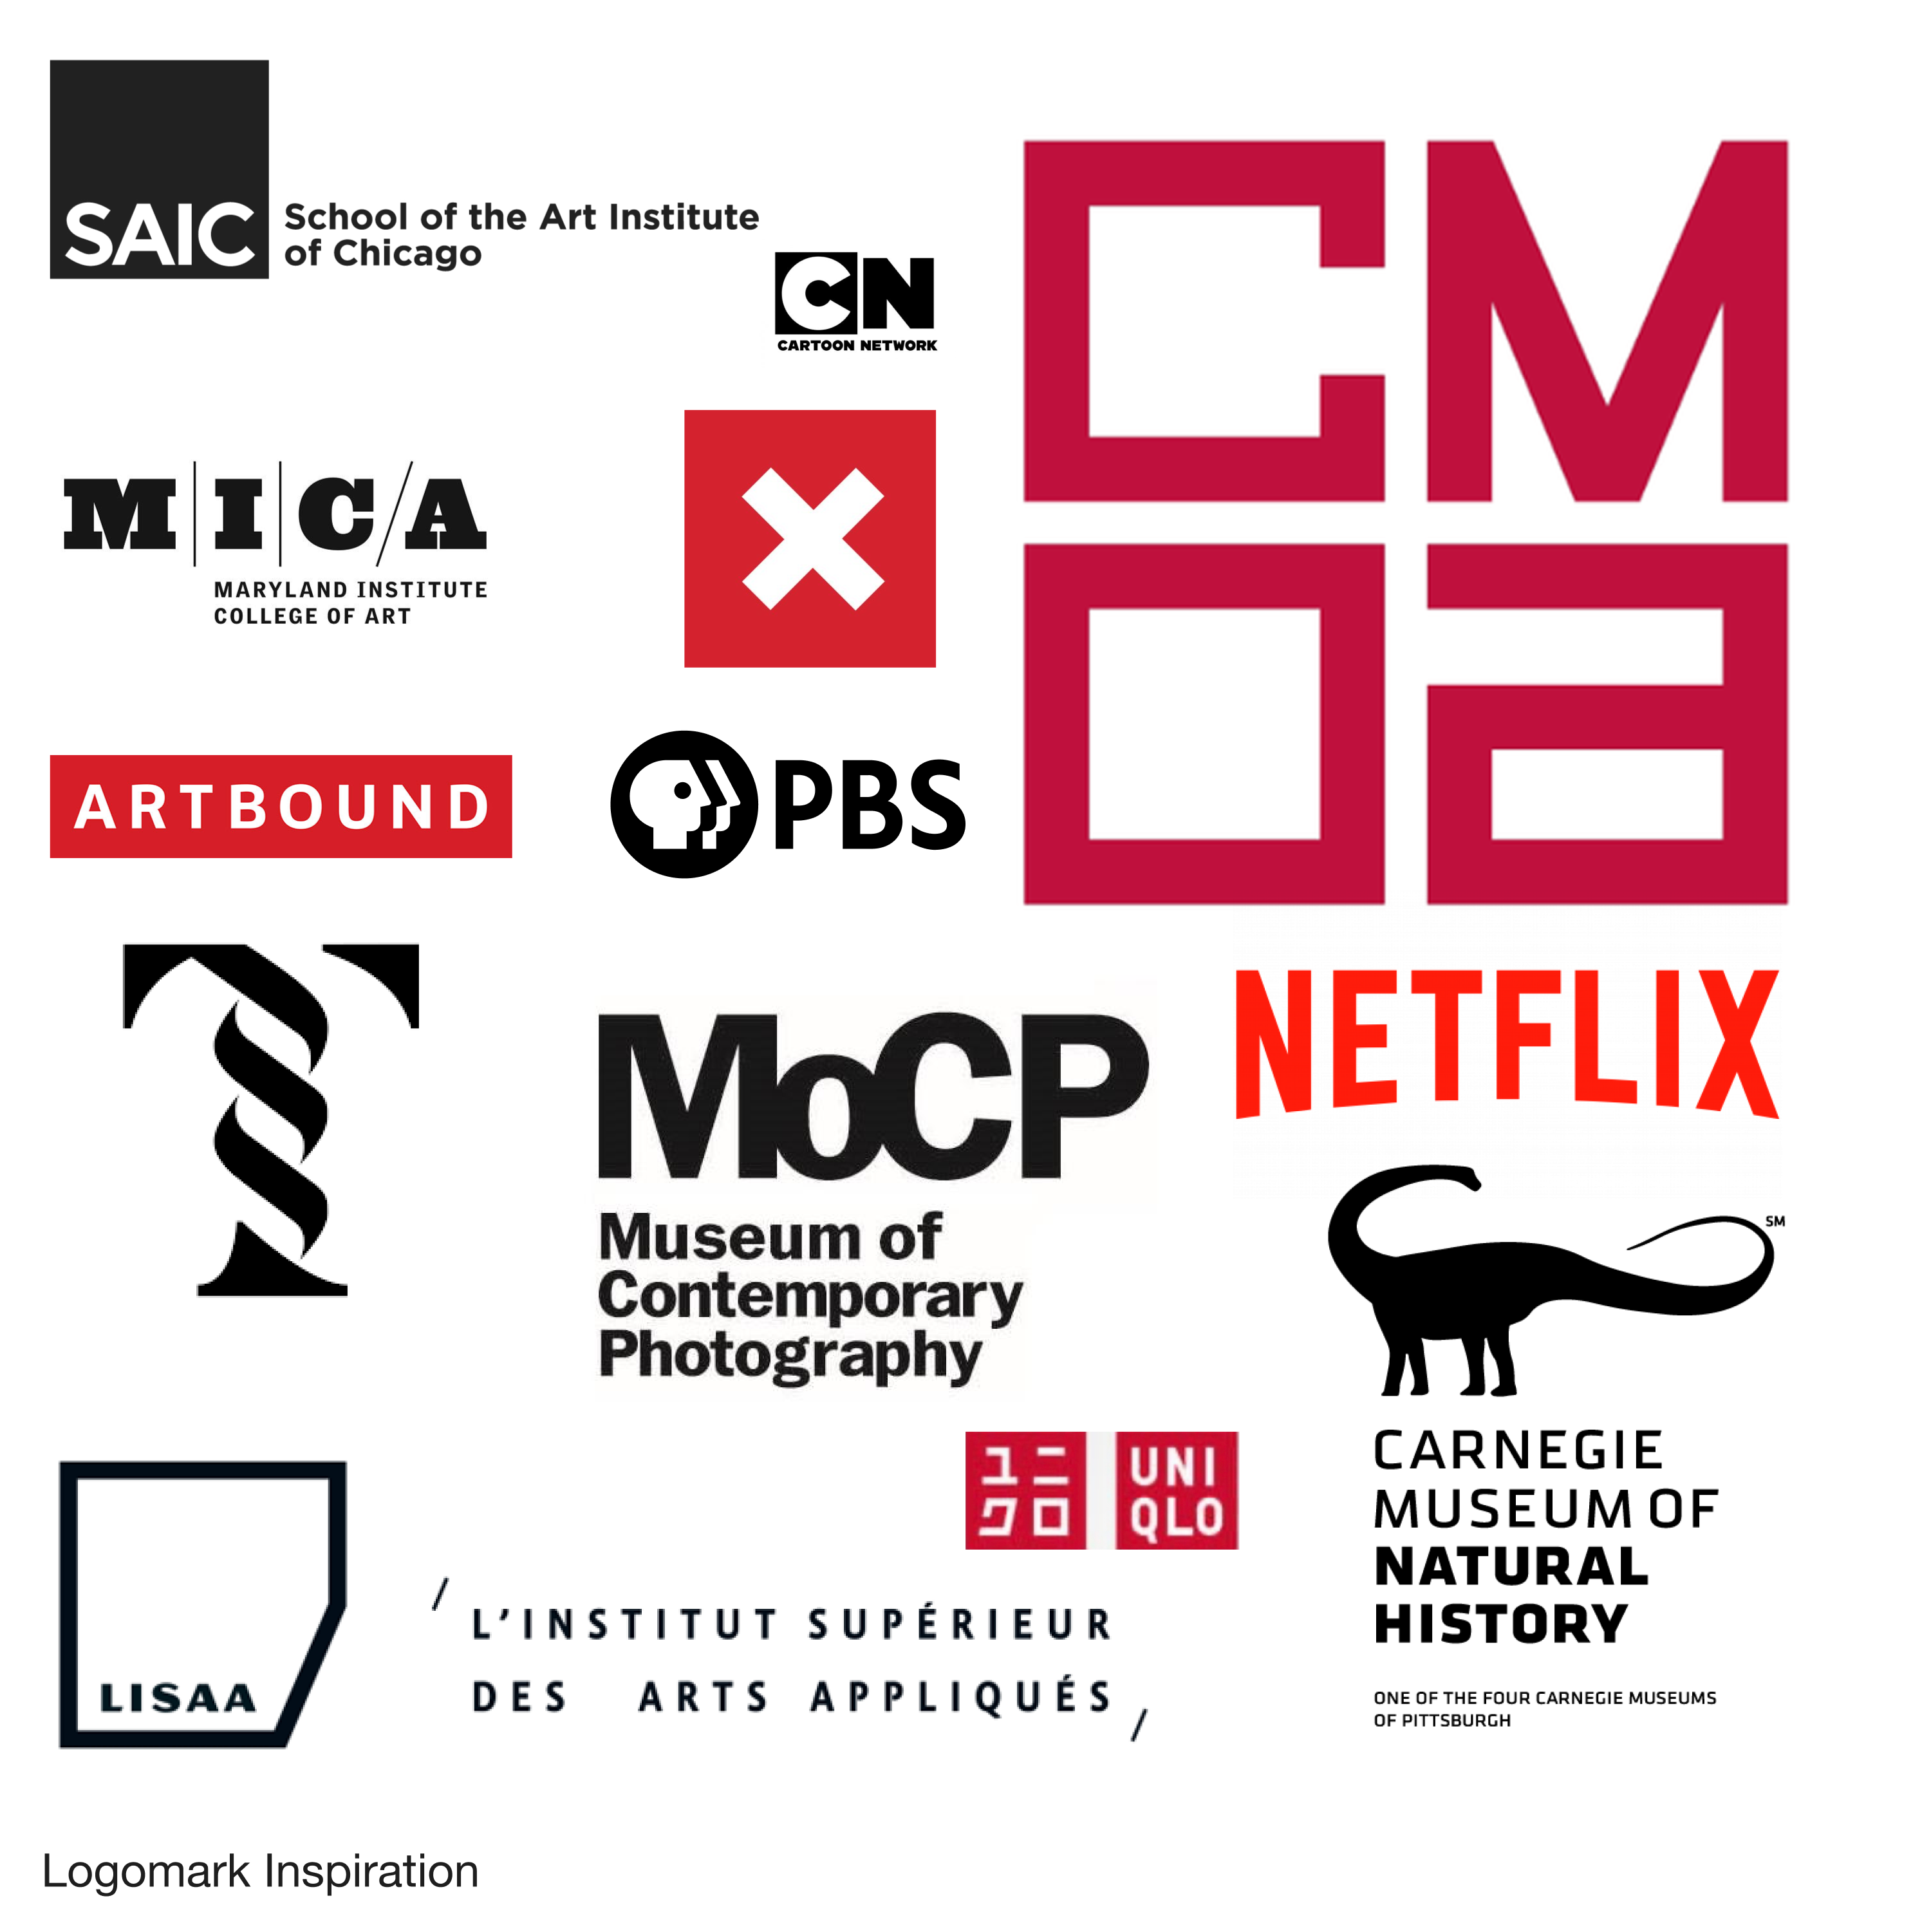 SAIC
School of the Art Institute
of Chicago
CN
CARTOON NETWORK
CM
oa
MICA
MARYLAND INSTITUTE
COLLEGE OF ART
ARTBOUND
PBS
T
MoCP
Museum of
Contemporary
Photography
NETFLIX
SM
CARNEGIE
MUSEUM OF
NATURAL
HISTORY
ONE OF THE FOUR CARNEGIE MUSEUMS
OF PITTSBURGH
ユニ
クロ
UNI
QLO
LISAA
/ L'INSTITUT SUPÉRIEUR
DES ARTS APPLIQUÉS /
Logomark Inspiration